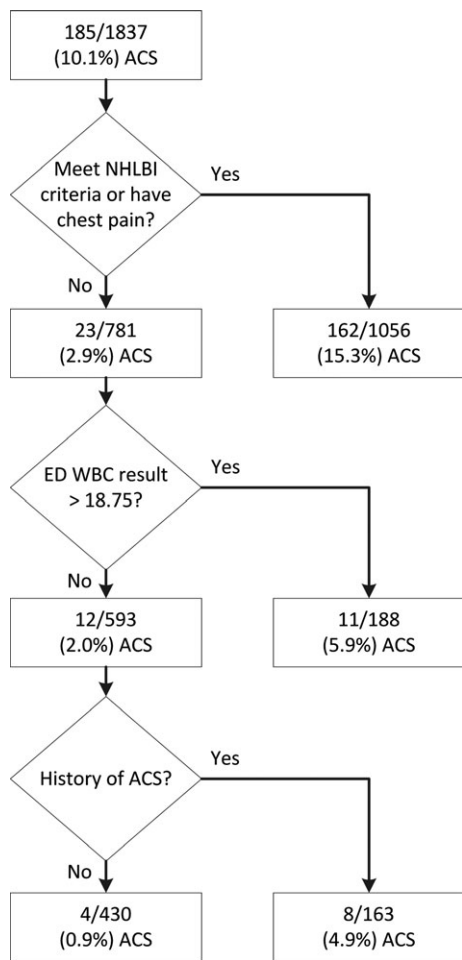 185/1837
(10.1%) ACS
Meet NHLBI
criteria or have
chest pain?
Yes
No
23/781
(2.9%) ACS
162/1056
(15.3%) ACS
ED WBC result
> 18.75?
Yes
No
12/593
(2.0%) ACS
11/188
(5.9%) ACS
History of ACS?
Yes
No
4/430
(0.9%) ACS
8/163
(4.9%) ACS